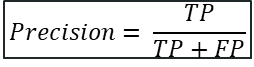 Precision = TP / TP + FP